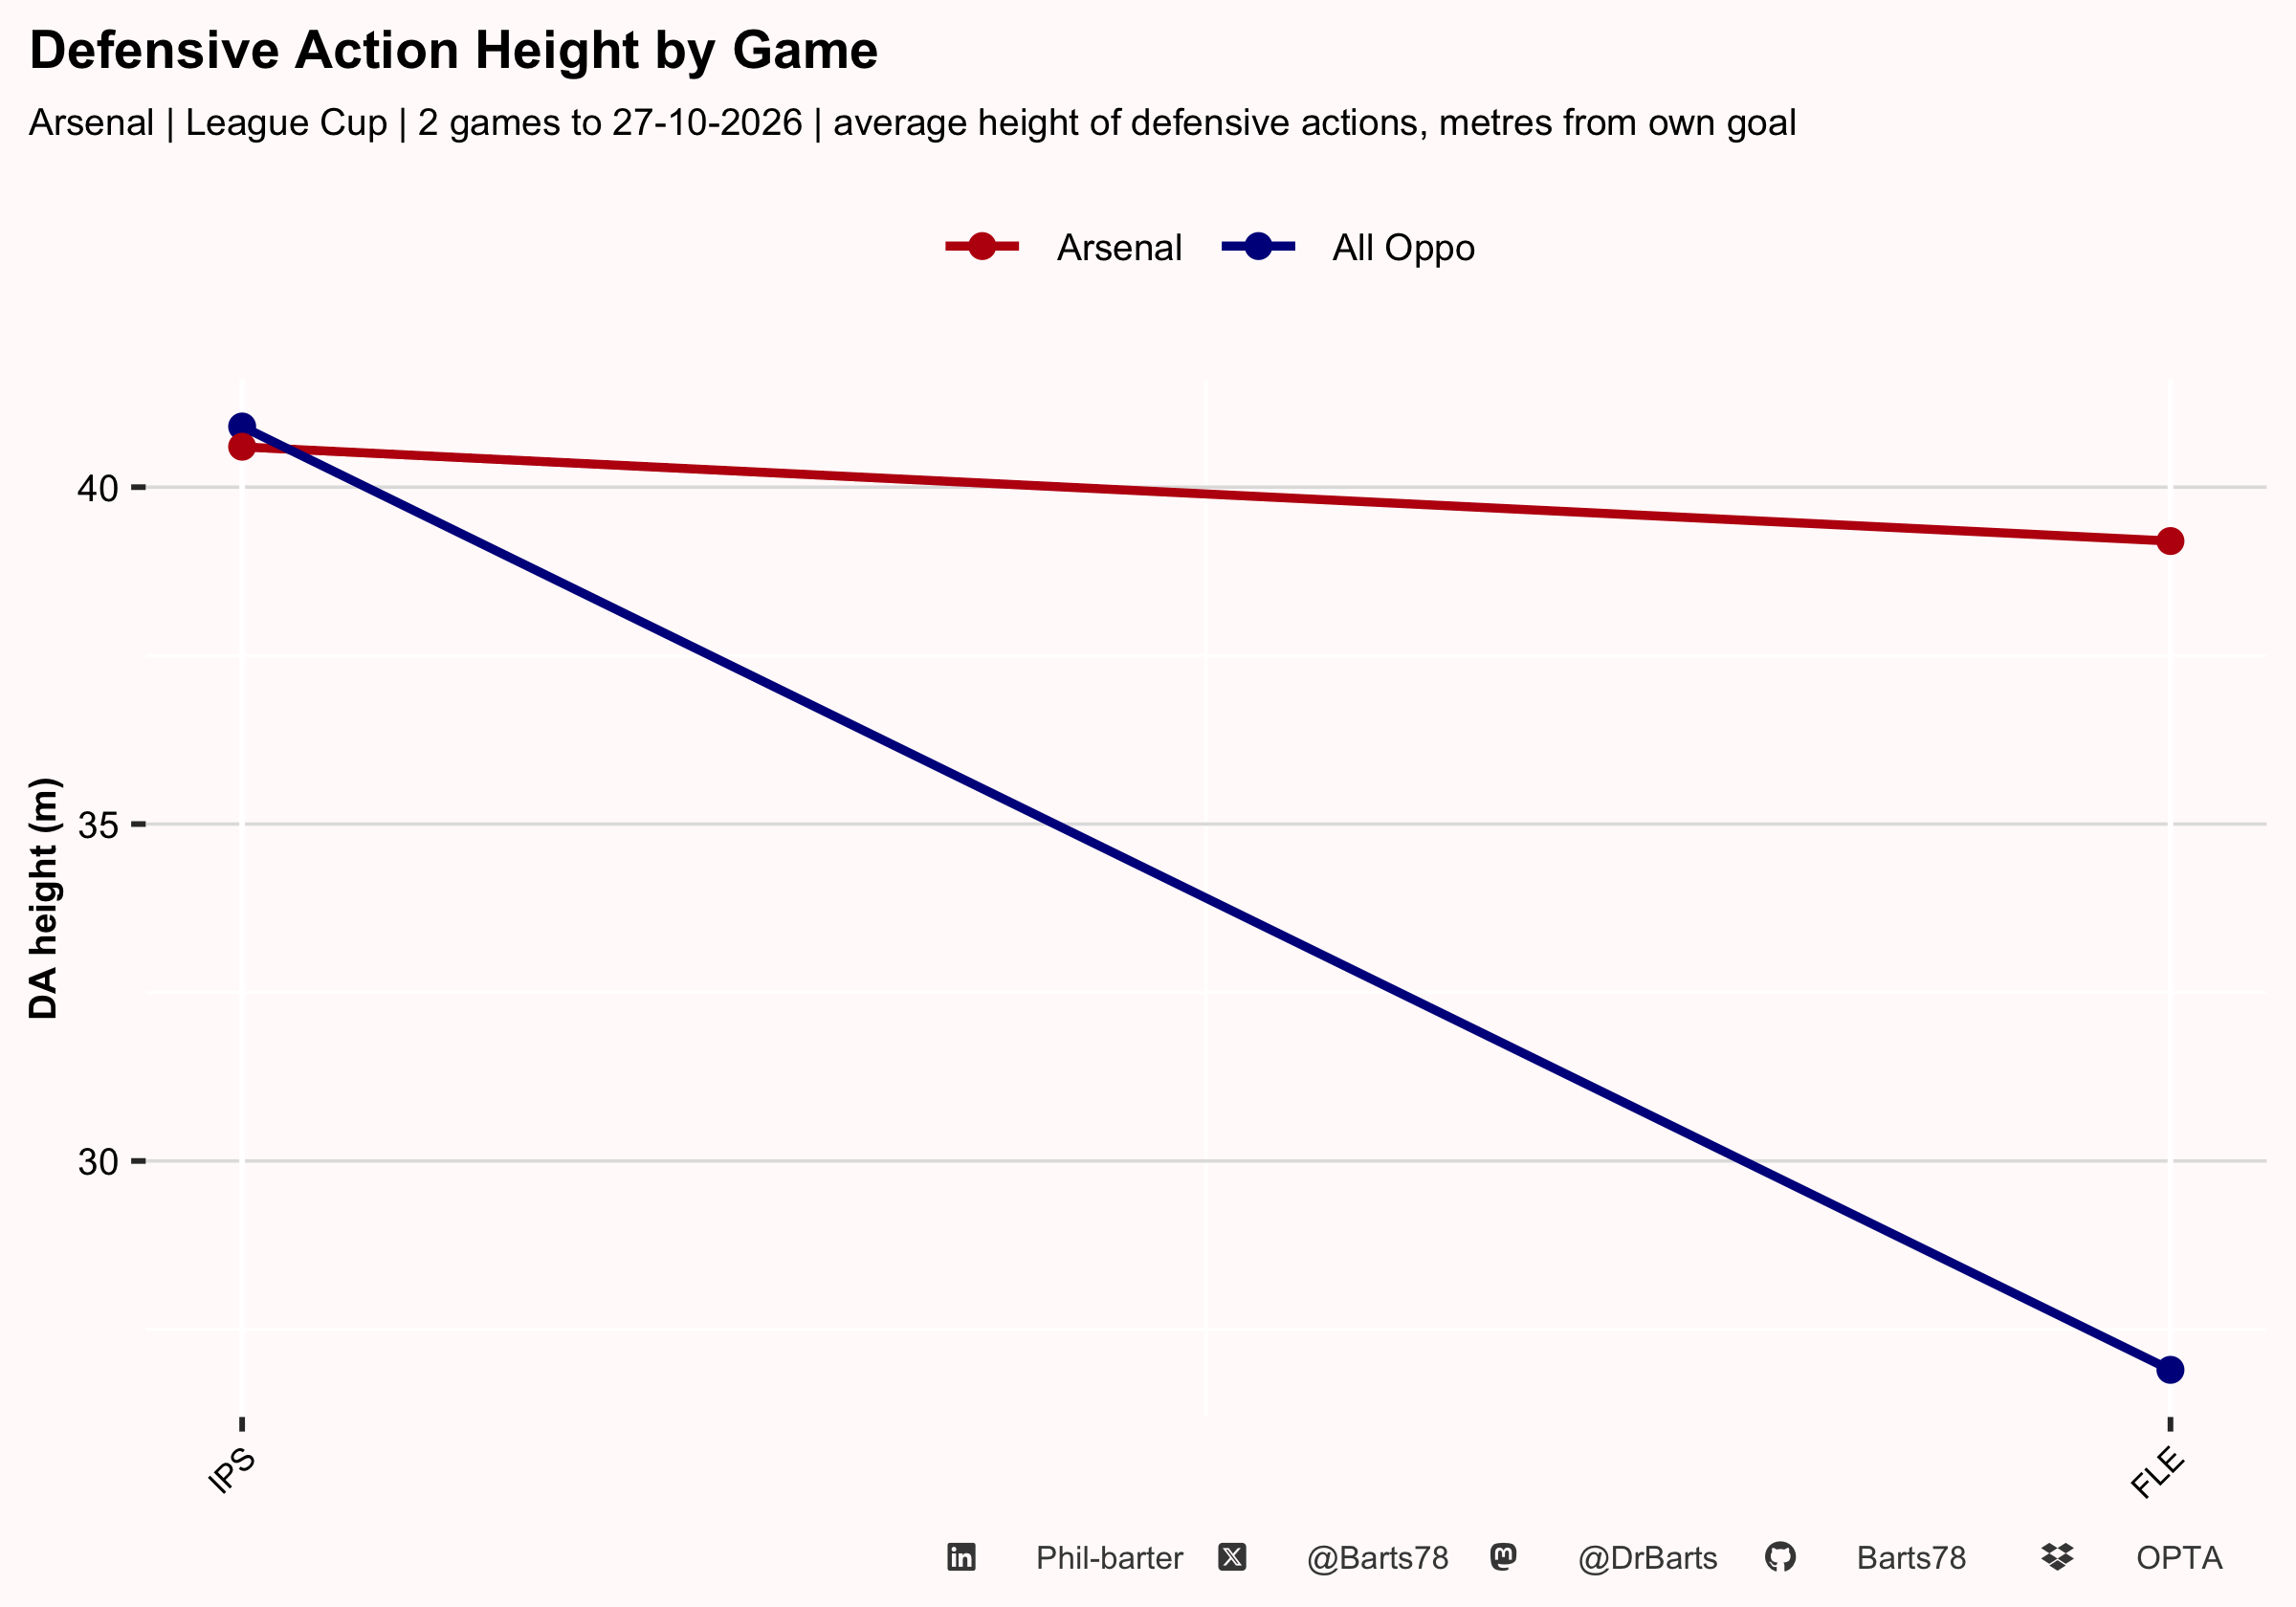 Defensive Action Height by Game
Arsenal | League Cup | 2 games to 27-10-2026 | average height of defensive actions, metres from own goal
Arsenal All Oppo
DA height (m)
40
35
30
IPS FLE
Phil-barter @Barts78 @DrBarts Barts78 OPTA